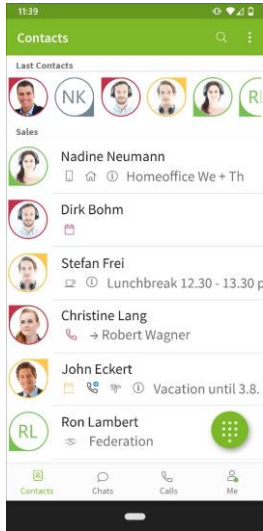 11:39
Contacts
Last Contacts
NK
R
Sales
Nadine Neumann
Homeoffice We + Th
Dirk Bohm
Stefan Frei
Lunchbreak 12.30 - 13.30 p
Christine Lang
→ Robert Wagner
John Eckert
Vacation until 3.8.
RL
Ron Lambert
Federation
Contacts Chats Calls Me